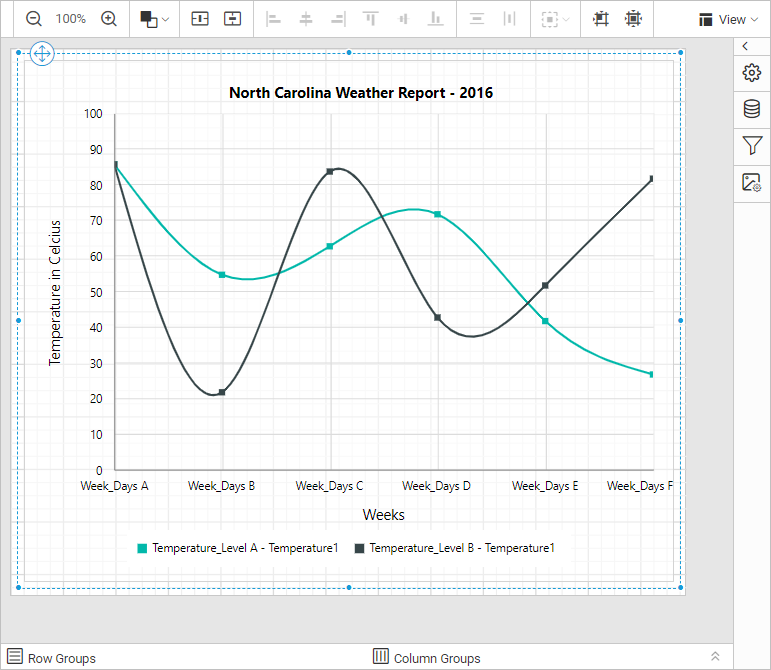 100%
View
North Carolina Weather Report - 2016
100
90
80
70
60
50
40
30
20
10
0
Temperature in Celcius
Week_Days A Week_Days B Week_Days C Week_Days D Week_Days E Week_Days F
Weeks
Temperature_Level A - Temperature1 Temperature_Level B - Temperature1
Row Groups Column Groups